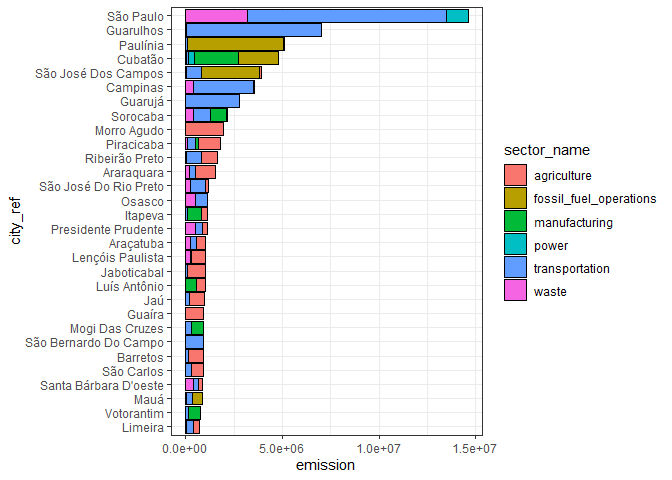 São Paulo
Guarulhos
Paulínia
Cubatão
São José Dos Campos
Campinas
Guarujá
Sorocaba
Morro Agudo
Piracicaba
Ribeirão Preto
Araraquara
São José Do Rio Preto
Osasco
Itapeva
Presidente Prudente
Araçatuba
Lençóis Paulista
Jaboticabal
Luís Antônio
Jaú
Guaíra
Mogi Das Cruzes
São Bernardo Do Campo
Barretos
São Carlos
Santa Bárbara D'oeste
Mauá
Votorantim
Limeira
city_ref
0.0e+00 5.0e+06 1.0e+07 1.5e+07
emission
sector_name
agriculture
fossil_fuel_operations
manufacturing
power
transportation
waste